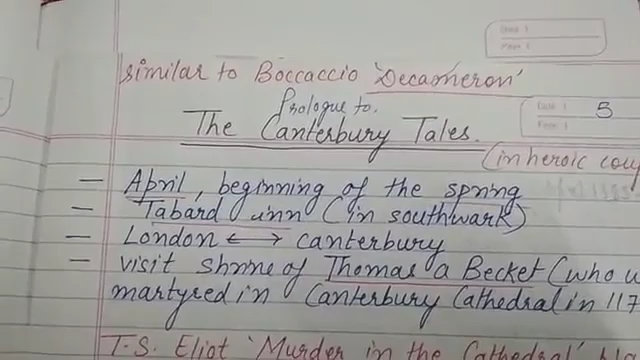 similar to Boccaccio 'Decameron'
Prologue to.
5
The Canterbury Tales.
(in heroic coup
- April, beginning of the spring
- Tabard inn (in southwark)
- London ↔ canterbury
- visit shrine of Thomas a Becket (who w
martyred in Canterbury Cathedral in 117
T.S. Eliot 'Murder in the Cathedral'